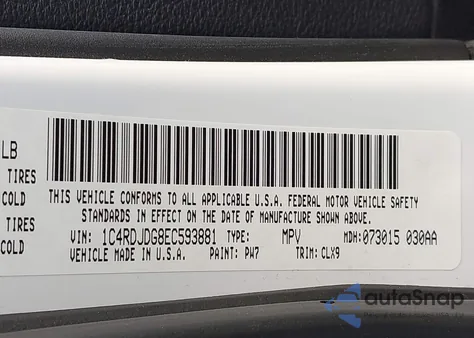 LB
TIRES
COLD
TIRES
COLD
THIS VEHICLE CONFORMS TO ALL APPLICABLE U.S.A. FEDERAL MOTOR VEHICLE SAFETY
STANDARDS IN EFFECT ON THE DATE OF MANUFACTURE SHOWN ABOVE.
VIN: 1C4RDJDG8EC593881 TYPE: MPV MDH:073015 030AA
VEHICLE MADE IN U.S.A. PAINT: PW7 TRIM: CLX9
autoSnap